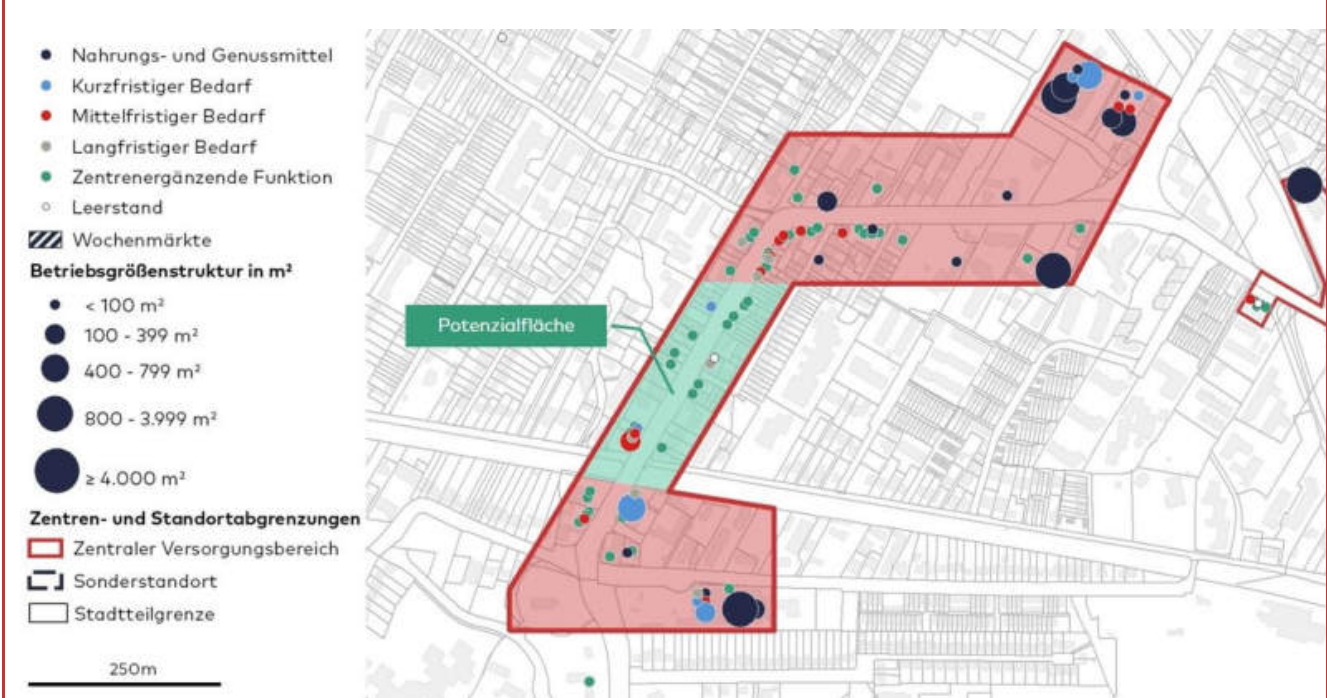 Nahrungs- und Genussmittel
Kurzfristiger Bedarf
Mittelfristiger Bedarf
Langfristiger Bedarf
Zentrenergänzende Funktion
Leerstand
Wochenmärkte
Betriebsgrößenstruktur in m²
< 100 m²
100 - 399 m²
400 - 799 m²
800 - 3.999 m²
≥ 4.000 m²
Zentren- und Standortabgrenzungen
Zentraler Versorgungsbereich
Sonderstandort
Stadtteilgrenze
250m
Potenzialfläche